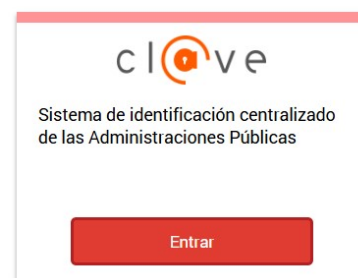 cl@ve
Sistema de identificación centralizado
de las Administraciones Públicas
Entrar